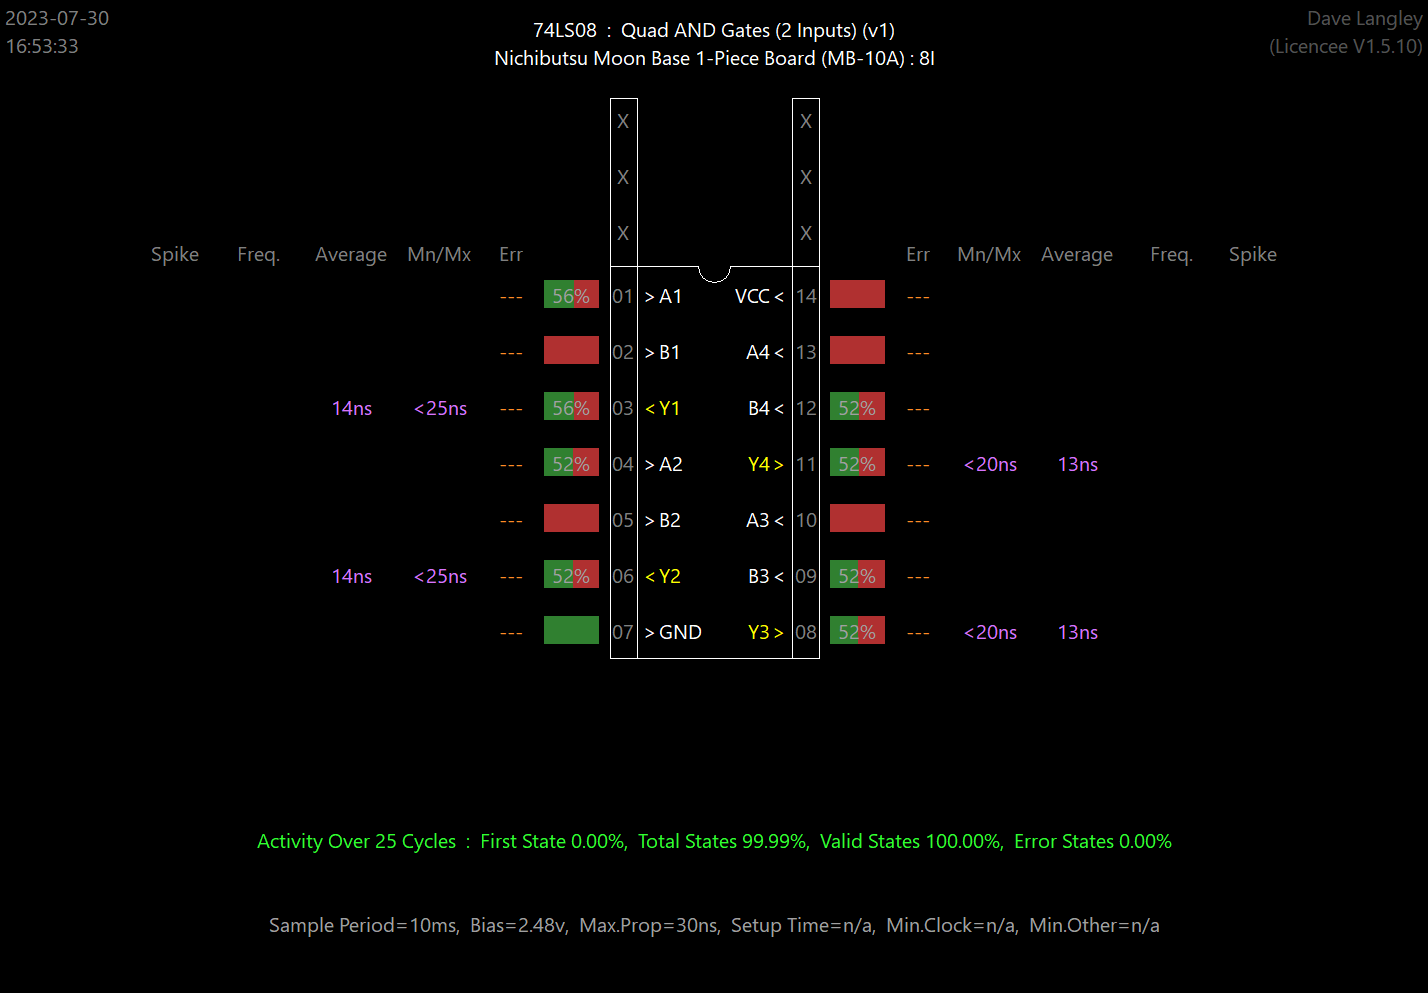 2023-07-30
16:53:33
74LS08 : Quad AND Gates (2 Inputs) (v1)
Nichibutsu Moon Base 1-Piece Board (MB-10A) : 8I
Dave Langley
(Licencee V1.5.10)
X X
X X
X X
Spike Freq. Average Mn/Mx Err Err Mn/Mx Average Freq. Spike
--- 56% 01 >A1 VCC< 14 ---
--- 02 >B1 A4< 13 ---
14ns <25ns --- 56% 03 <Y1 B4< 12 52% ---
--- 52% 04 >A2 Y4> 11 52% --- <20ns 13ns
--- 05 >B2 A3< 10 ---
14ns <25ns --- 52% 06 <Y2 B3< 09 52% ---
--- 07 >GND Y3> 08 52% --- <20ns 13ns
Activity Over 25 Cycles : First State 0.00%, Total States 99.99%, Valid States 100.00%, Error States 0.00%
Sample Period=10ms, Bias=2.48v, Max.Prop=30ns, Setup Time=n/a, Min.Clock=n/a, Min.Other=n/a